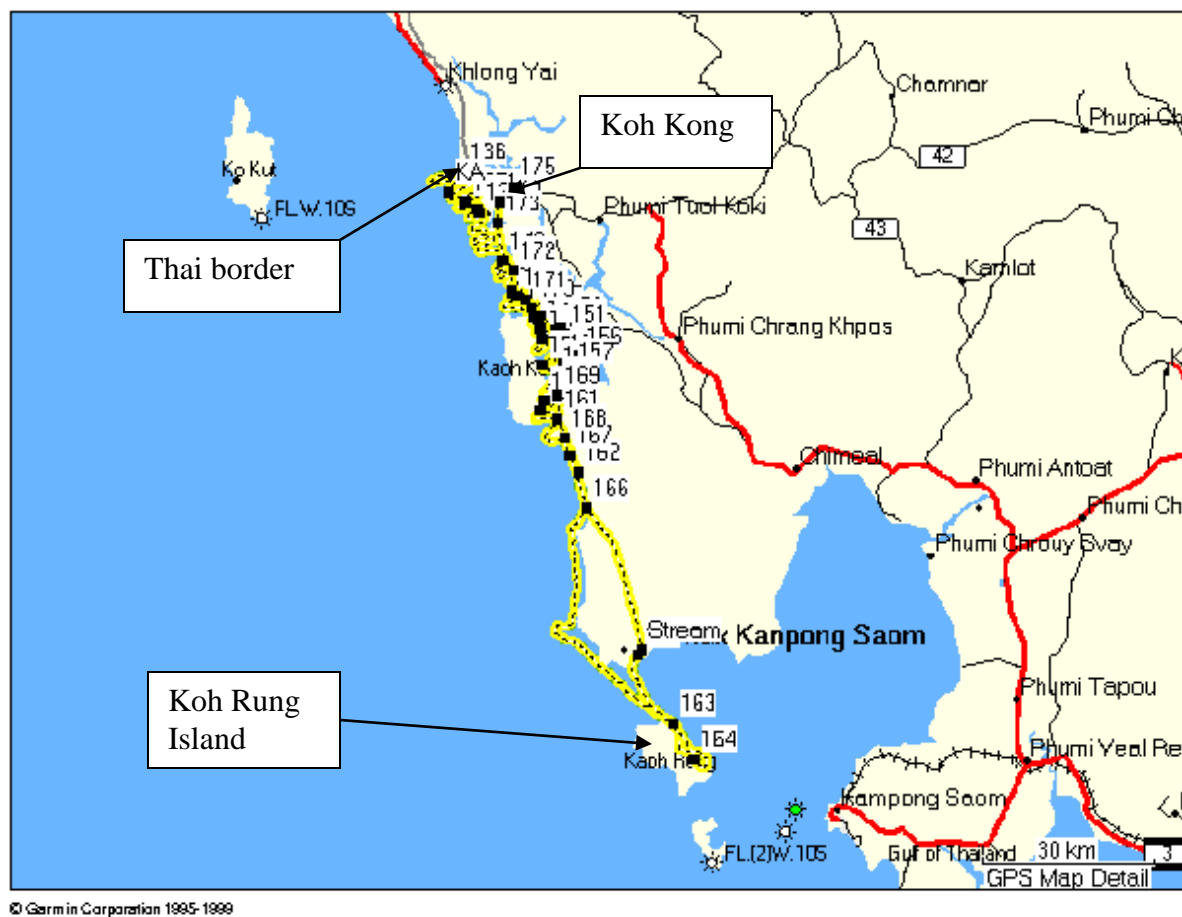 Khlong Yai
Chamnar
Koh Kong
Phumi Ch
42
136
175
KA
Ko Kut
173
Phumi Tuol Koki
FL.W.10S
43
172
Thai border
Kamlot
171
151
Phumi Chrang Khpos
156
157
Kaoh K
169
161
168
167
162
Chimeal
Phumi Antoat
166
Phumi Ch
Phumi Chrouy Svay
Stream
Kanpong Saom
Koh Rung
Island
Phumi Tapou
163
164
Phumi Veal Re
Kampong Saom
FL.(2)W.10S
Gulf of Thailand
30 km
3
GPS Map Detail
© Garmin Corporation 1995-1999